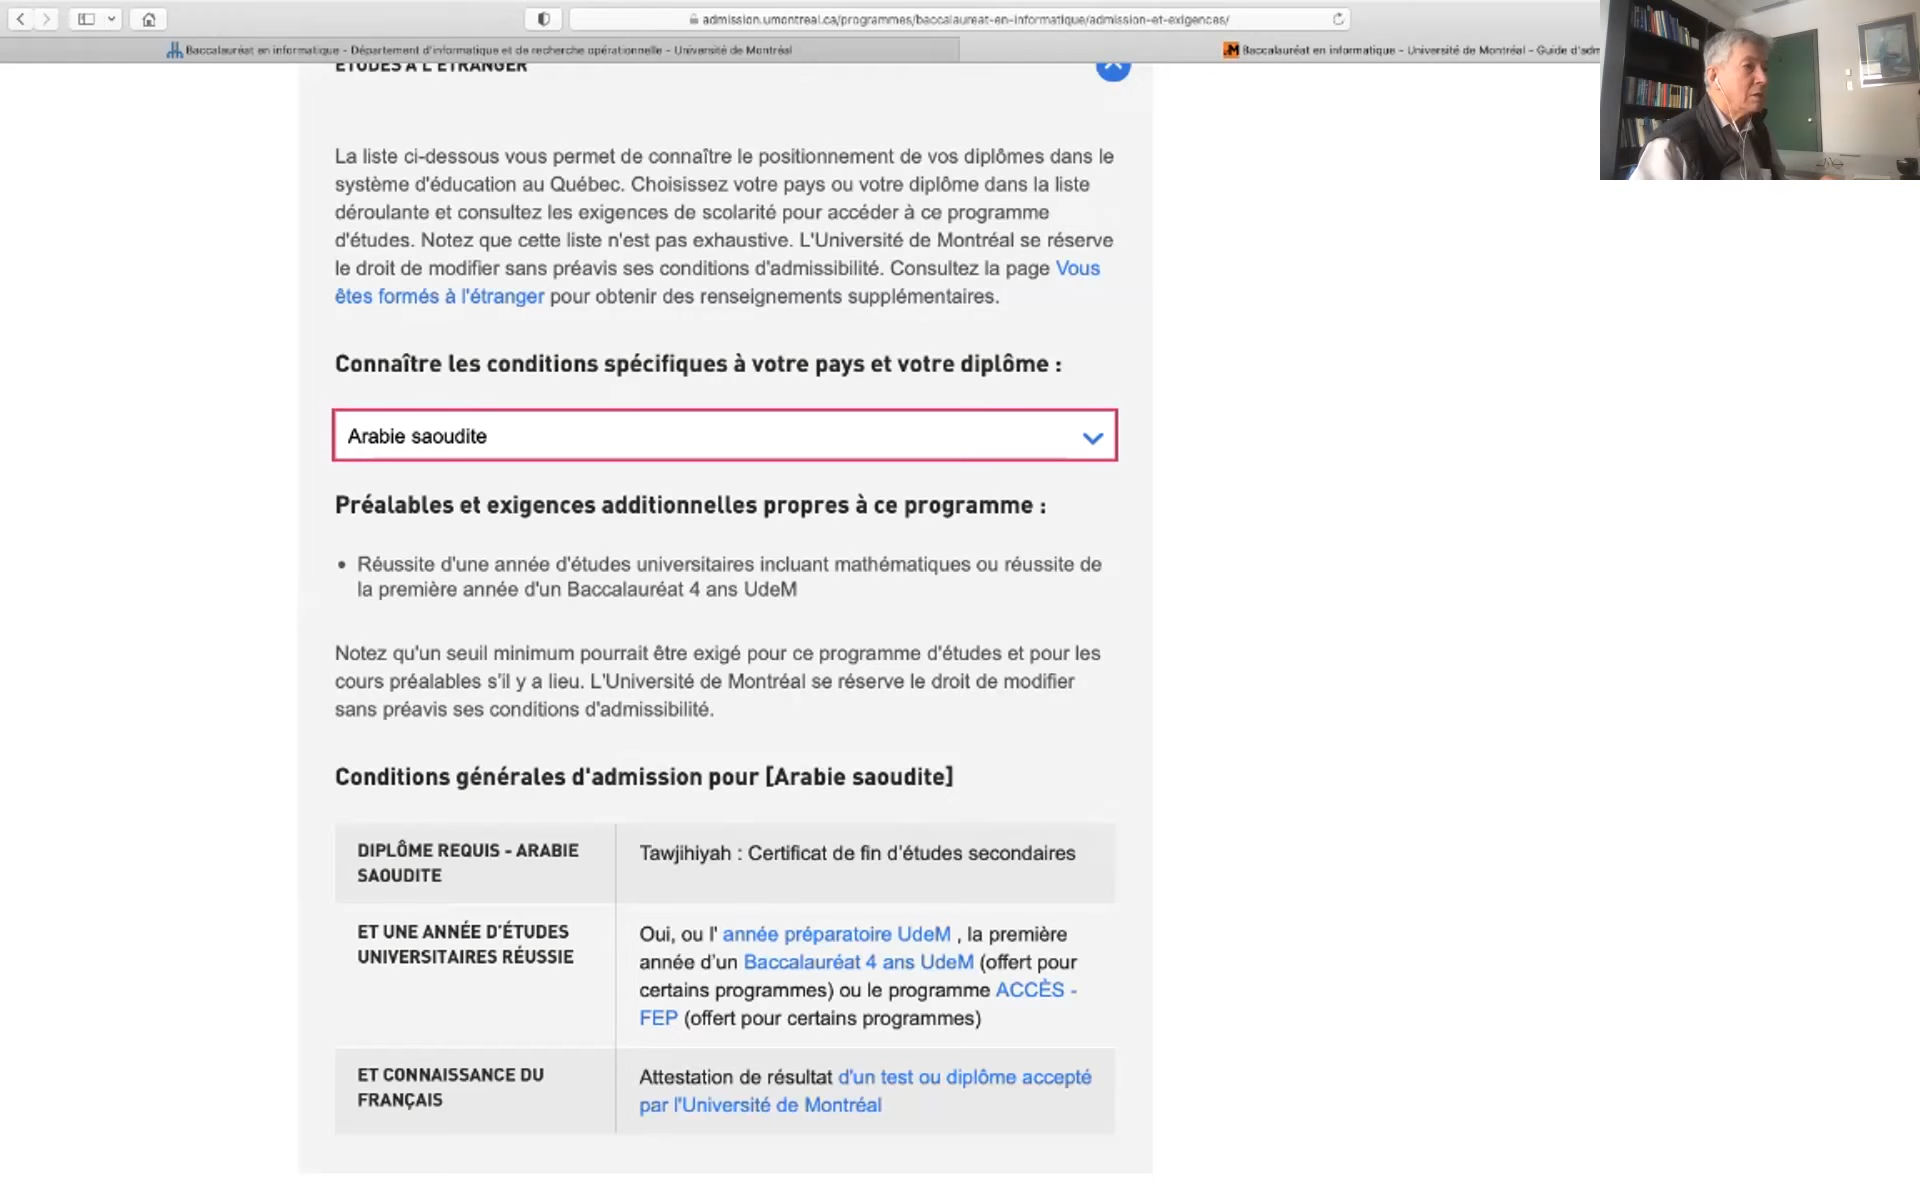 admission.umontreal.ca/programmes/baccalaureat-en-informatique/admission-et-exigences/
Baccalauréat en informatique - Département d'informatique et de recherche opérationnelle - Université de Montréal
Baccalauréat en informatique - Université de Montréal - Guide d'adm
ÉTUDES À L'ÉTRANGER
La liste ci-dessous vous permet de connaître le positionnement de vos diplômes dans le
système d'éducation au Québec. Choisissez votre pays ou votre diplôme dans la liste
déroulante et consultez les exigences de scolarité pour accéder à ce programme
d'études. Notez que cette liste n'est pas exhaustive. L'Université de Montréal se réserve
le droit de modifier sans préavis ses conditions d'admissibilité. Consultez la page Vous
êtes formés à l'étranger pour obtenir des renseignements supplémentaires.
Connaître les conditions spécifiques à votre pays et votre diplôme :
Arabie saoudite
Préalables et exigences additionnelles propres à ce programme :
• Réussite d'une année d'études universitaires incluant mathématiques ou réussite de
la première année d'un Baccalauréat 4 ans UdeM
Notez qu'un seuil minimum pourrait être exigé pour ce programme d'études et pour les
cours préalables s'il y a lieu. L'Université de Montréal se réserve le droit de modifier
sans préavis ses conditions d'admissibilité.
Conditions générales d'admission pour [Arabie saoudite]
DIPLÔME REQUIS - ARABIE
SAOUDITE
Tawjihiyah : Certificat de fin d'études secondaires
ET UNE ANNÉE D'ÉTUDES
UNIVERSITAIRES RÉUSSIE
Oui, ou l' année préparatoire UdeM , la première
année d'un Baccalauréat 4 ans UdeM (offert pour
certains programmes) ou le programme ACCÈS -
FEP (offert pour certains programmes)
ET CONNAISSANCE DU
FRANÇAIS
Attestation de résultat d'un test ou diplôme accepté
par l'Université de Montréal